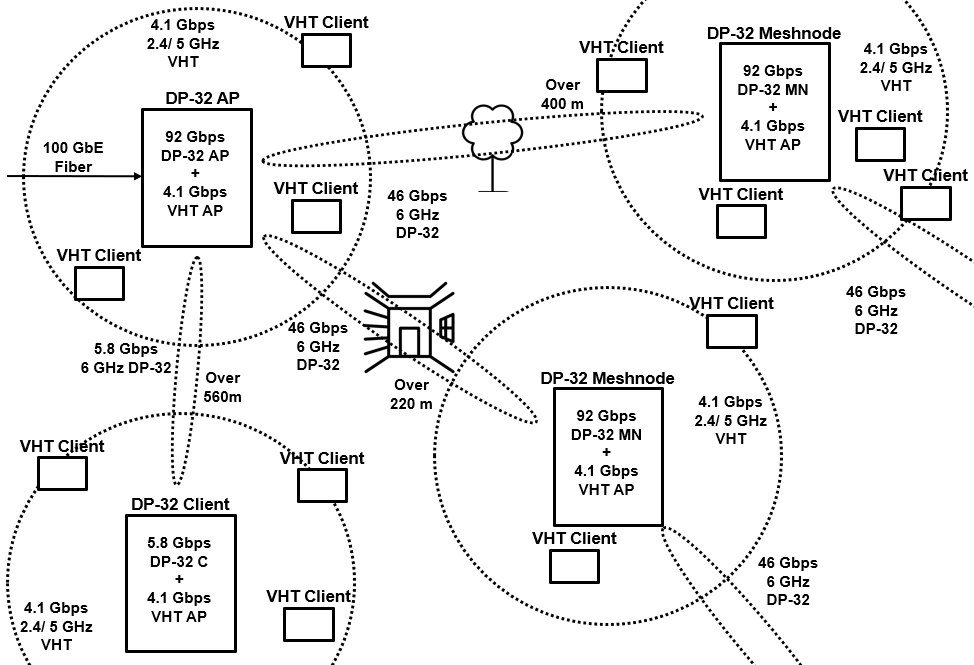 4.1 Gbps
2.4/ 5 GHz
VHT
VHT Client
DP-32 AP
92 Gbps
DP-32 AP
+
4.1 Gbps
VHT AP
100 GbE
Fiber
VHT Client
VHT Client
Over
400 m
46 Gbps
6 GHz
DP-32
VHT Client
DP-32 Meshnode
92 Gbps
DP-32 MN
+
4.1 Gbps
VHT AP
4.1 Gbps
2.4/ 5 GHz
VHT
VHT Client
VHT Client
VHT Client
46 Gbps
6 GHz
DP-32
46 Gbps
6 GHz
DP-32
Over
220 m
5.8 Gbps
6 GHz DP-32
Over
560m
VHT Client
DP-32 Meshnode
92 Gbps
DP-32 MN
+
4.1 Gbps
VHT AP
4.1 Gbps
2.4/ 5 GHz
VHT
VHT Client
46 Gbps
6 GHz
DP-32
VHT Client
VHT Client
DP-32 Client
5.8 Gbps
DP-32 C
+
4.1 Gbps
VHT AP
4.1 Gbps
2.4/ 5 GHz
VHT
VHT Client